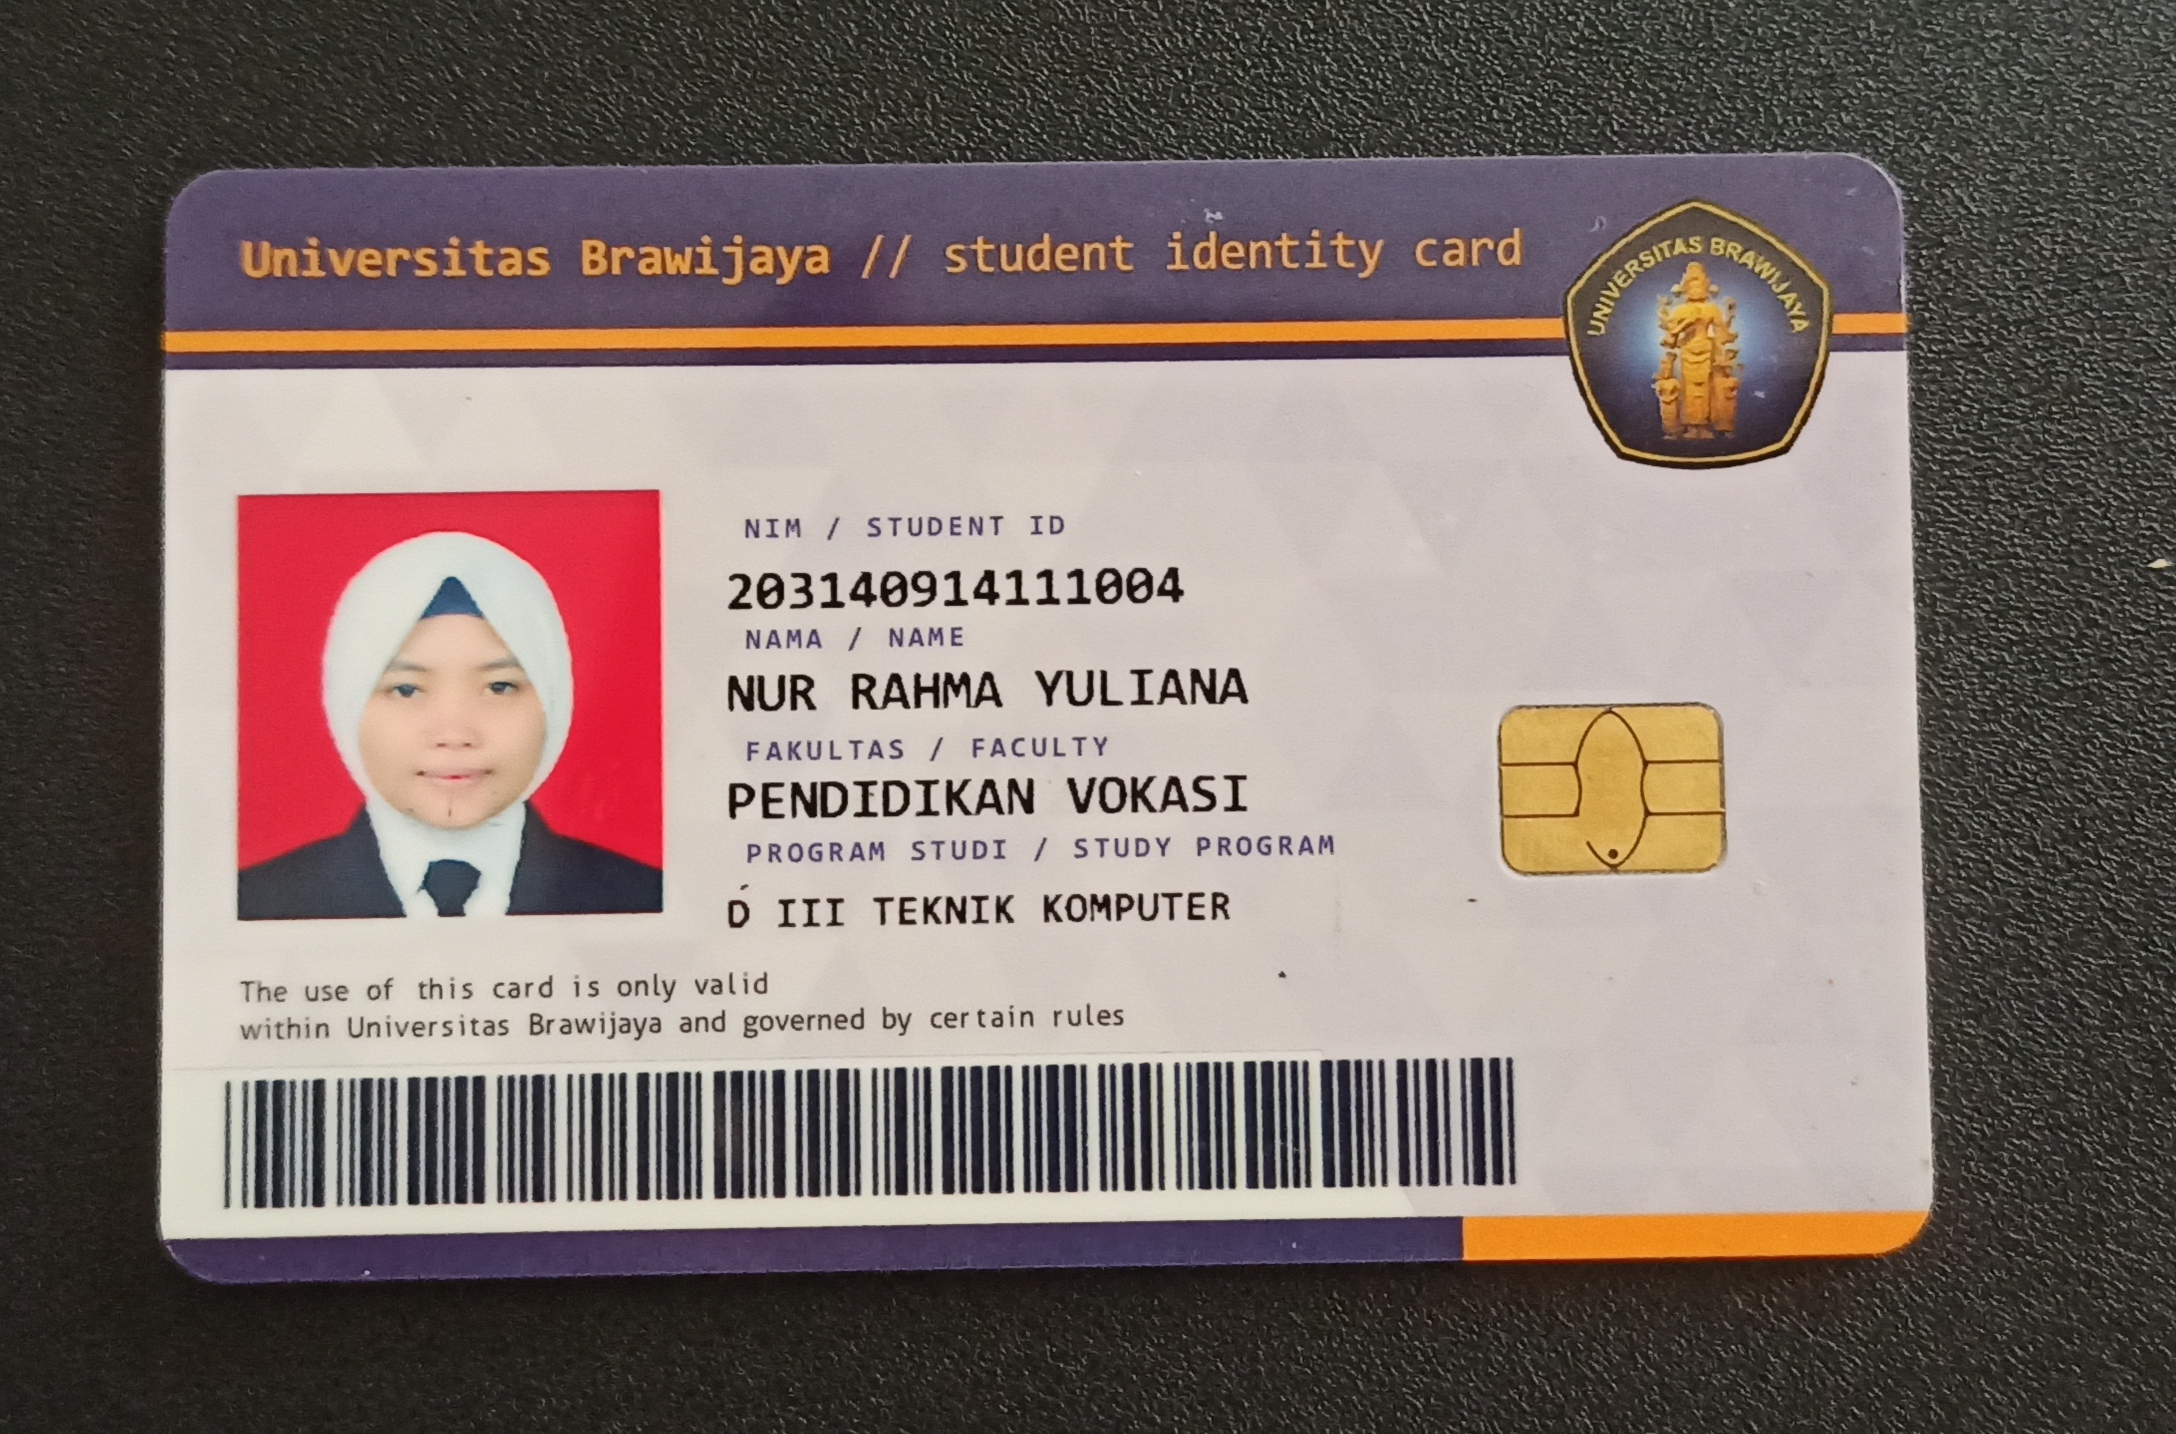 Universitas Brawijaya // student identity card
UNIVERSITAS BRAWIJAYA
NIM / STUDENT ID
203140914111004
NAMA / NAME
NUR RAHMA YULIANA
FAKULTAS / FACULTY
PENDIDIKAN VOKASI
PROGRAM STUDI / STUDY PROGRAM
D III TEKNIK KOMPUTER
The use of this card is only valid
within Universitas Brawijaya and governed by certain rules